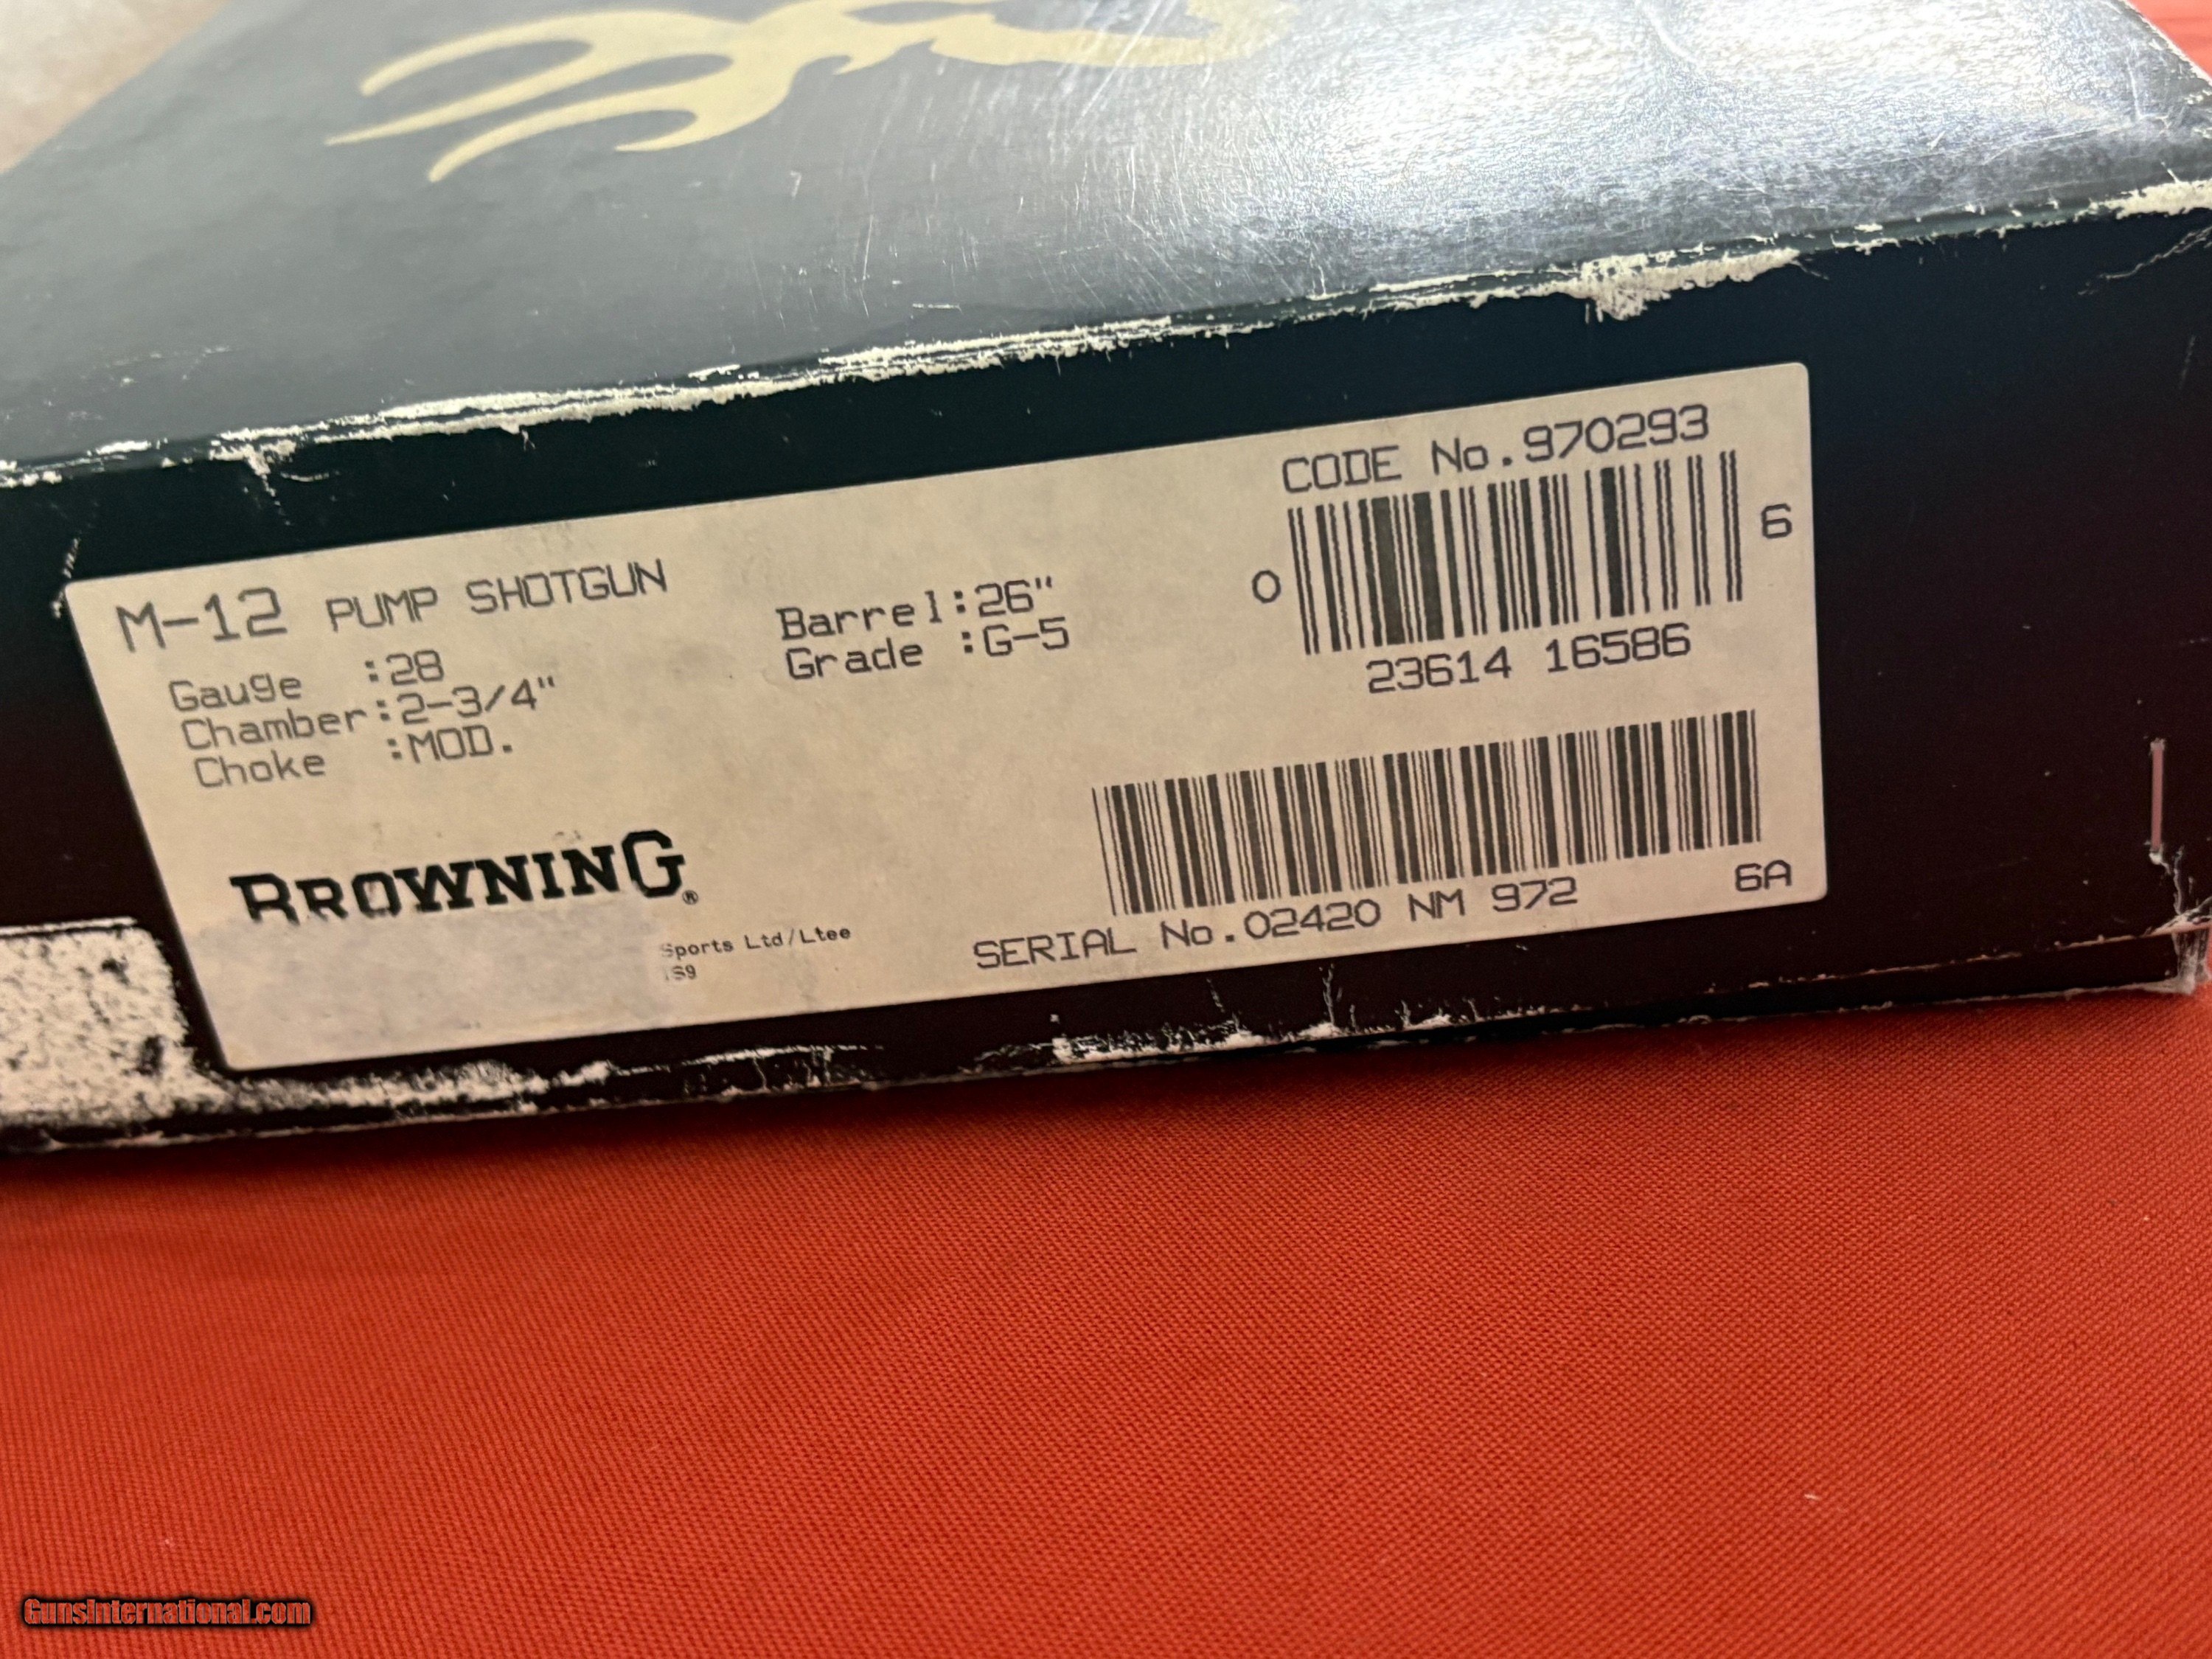 CODE No.970293
M-12 PUMP SHOTGUN
Gauge :28
Chamber:2-3/4"
Choke :MOD.
Barrel:26"
Grade :G-5
0
6
23614 16586
BROWNING®
Sports Ltd/Ltee
SERIAL No.02420 NM 972
6A
GunsInternational.com